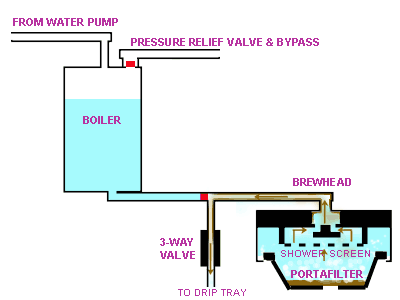 FROM WATER PUMP
PRESSURE RELIEF VALVE & BYPASS
BOILER
BREWHEAD
3-WAY
VALVE
SHOWER SCREEN
PORTAFILTER
TO DRIP TRAY